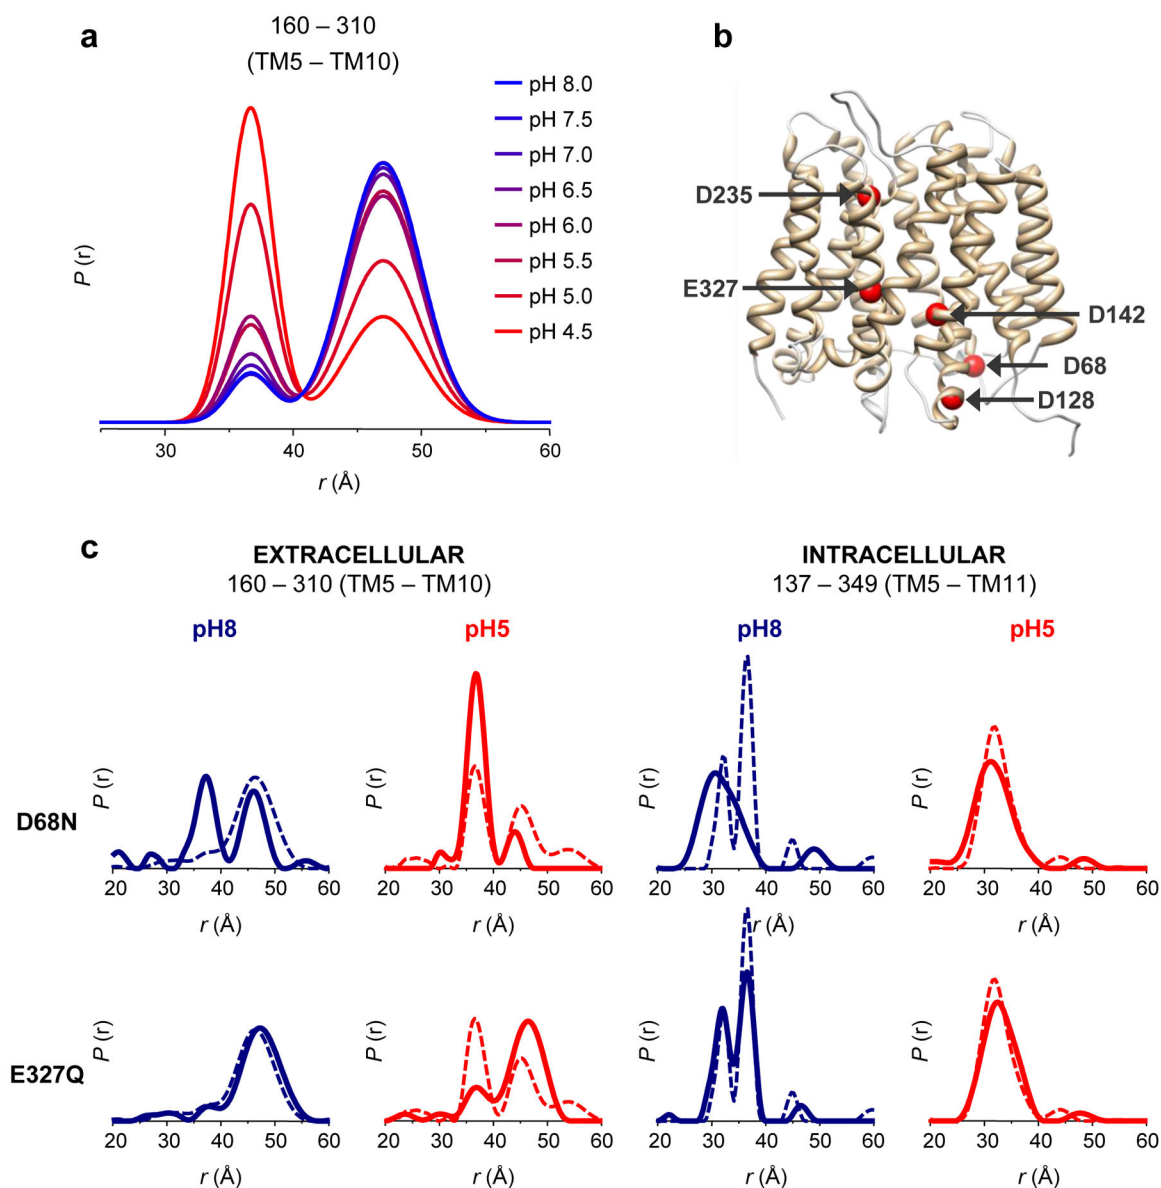 a
160 – 310
(TM5 – TM10)
pH 8.0
pH 7.5
pH 7.0
pH 6.5
pH 6.0
pH 5.5
pH 5.0
pH 4.5
P (r)
30 40 50 60
r (Å)
b
D235
E327
D142
D68
D128
c
EXTRACELLULAR
160 – 310 (TM5 – TM10)
INTRACELLULAR
137 – 349 (TM5 – TM11)
pH8 pH5 pH8 pH5
D68N
P (r) P (r) P (r) P (r)
20 30 40 50 60 20 30 40 50 60 20 30 40 50 60 20 30 40 50 60
r (Å) r (Å) r (Å) r (Å)
E327Q
P (r) P (r) P (r) P (r)
20 30 40 50 60 20 30 40 50 60 20 30 40 50 60 20 30 40 50 60
r (Å) r (Å) r (Å) r (Å)